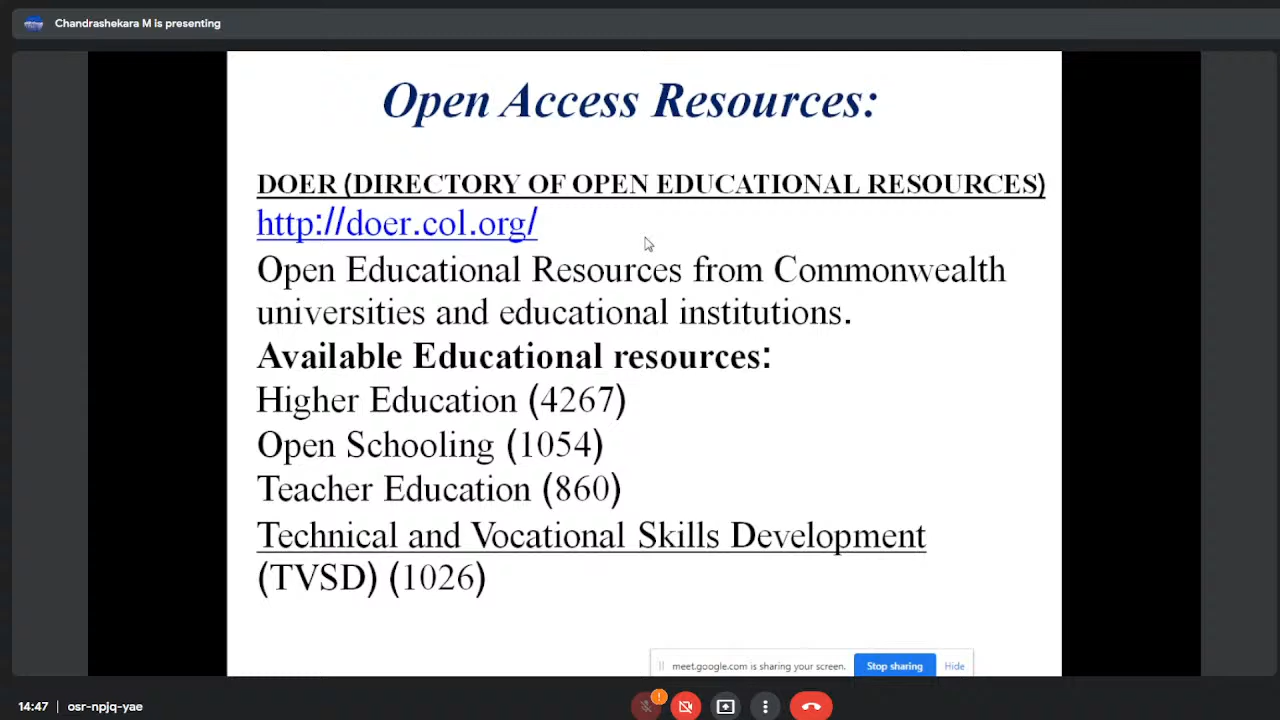 Chandrashekara M is presenting
Open Access Resources:
DOER (DIRECTORY OF OPEN EDUCATIONAL RESOURCES)
http://doer.col.org/
Open Educational Resources from Commonwealth
universities and educational institutions.
Available Educational resources:
Higher Education (4267)
Open Schooling (1054)
Teacher Education (860)
Technical and Vocational Skills Development
(TVSD) (1026)
meet.google.com is sharing your screen. Stop sharing Hide
14:47 | osr-npjq-yae